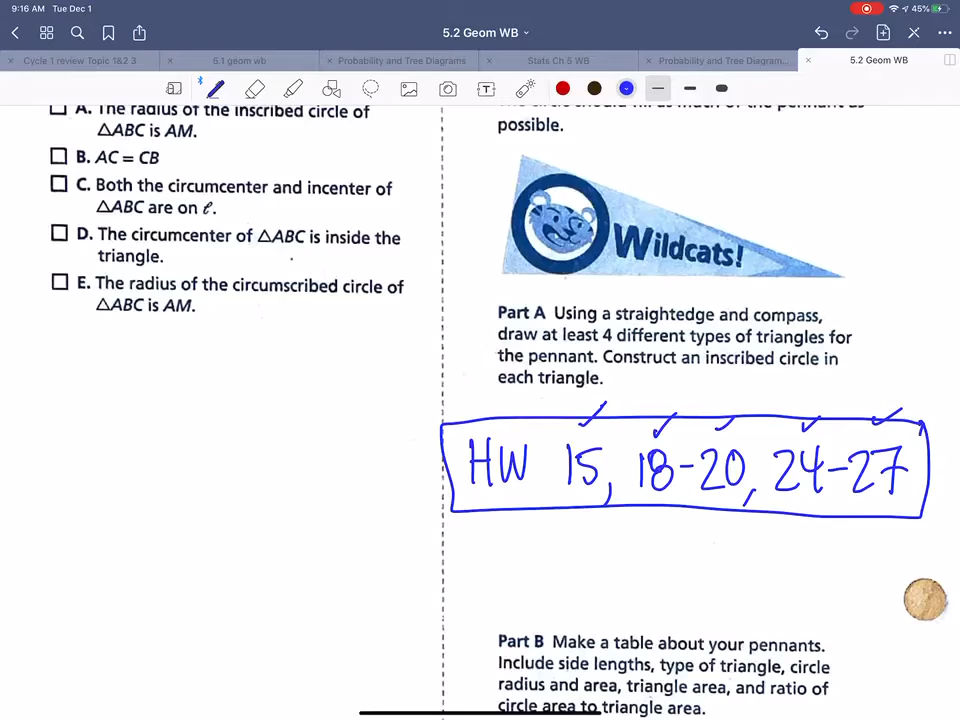 9:16 AM Tue Dec 1
45%
5.2 Geom WB
Cycle 1 review Topic 1&2 3
5.1 geom wb
Probability and Tree Diagrams
Stats Ch 5 WB
Probability and Tree Diagram...
5.2 Geom WB
A. The radius of the inscribed circle of
△ABC is AM.
B. AC = CB
C. Both the circumcenter and incenter of
△ABC are on ℓ.
D. The circumcenter of △ABC is inside the
triangle.
E. The radius of the circumscribed circle of
△ABC is AM.
possible.
Wildcats!
Part A Using a straightedge and compass,
draw at least 4 different types of triangles for
the pennant. Construct an inscribed circle in
each triangle.
HW 15, 18-20, 24-27
Part B Make a table about your pennants.
Include side lengths, type of triangle, circle
radius and area, triangle area, and ratio of
circle area to triangle area.